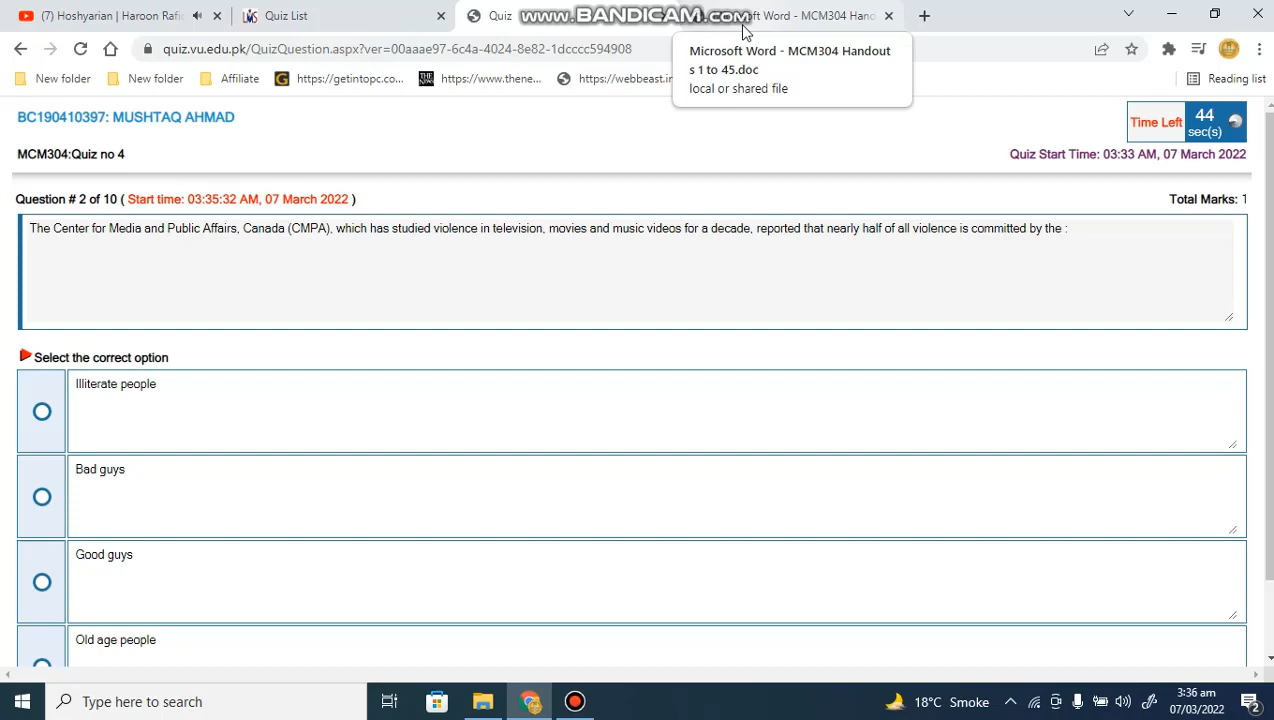 (7) Hoshyarian | Haroon Rafi
Quiz List
Quiz
www.BANDICAM.com
ft Word - MCM304 Hand
quiz.vu.edu.pk/QuizQuestion.aspx?ver=00aaae97-6c4a-4024-8e82-1dcccc594908
Microsoft Word - MCM304 Handout
s 1 to 45.doc
local or shared file
New folder
New folder
Affiliate
https://getintopc.co...
https://www.thene...
https://webbeast.in
Reading list
BC190410397: MUSHTAQ AHMAD
Time Left
44
sec(s)
MCM304:Quiz no 4
Quiz Start Time: 03:33 AM, 07 March 2022
Question # 2 of 10 ( Start time: 03:35:32 AM, 07 March 2022 )
Total Marks: 1
The Center for Media and Public Affairs, Canada (CMPA), which has studied violence in television, movies and music videos for a decade, reported that nearly half of all violence is committed by the :
Select the correct option
Illiterate people
Bad guys
Good guys
Old age people
Type here to search
18°C Smoke
3:36 am
07/03/2022
2